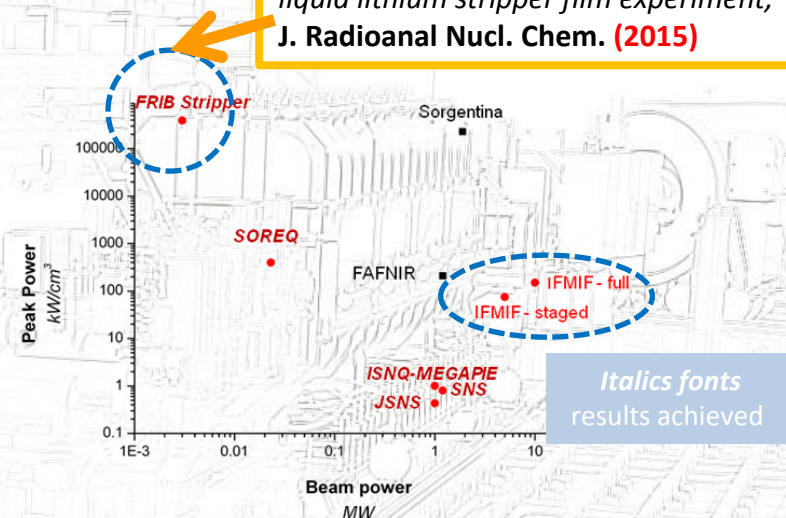 liquid lithium stripper film experiment,
J. Radioanal Nucl. Chem. (2015)
FRIB Stripper
Sorgentina
100000
10000
SOREQ
1000
FAFNIR
Peak Power
kW/cm³
100
IFMIF - full
IFMIF - staged
10
ISNQ-MEGAPIE
1
SNS
JSNS
Italics fonts
results achieved
0.1
1E-3
0.01
0.1
1
10
Beam power
MW